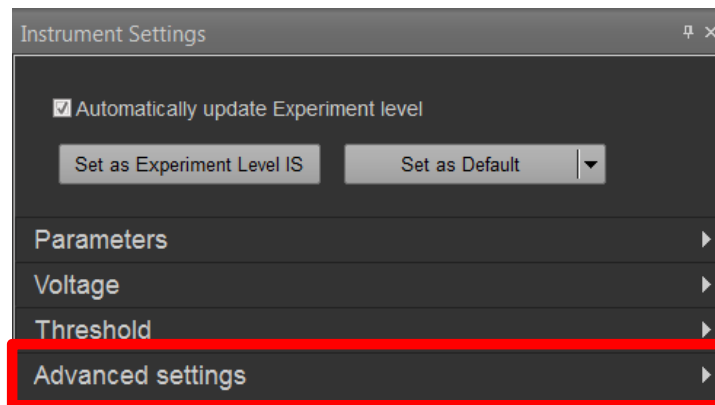 Instrument Settings
Automatically update Experiment level
Set as Experiment Level IS
Set as Default
Parameters
Voltage
Threshold
Advanced settings